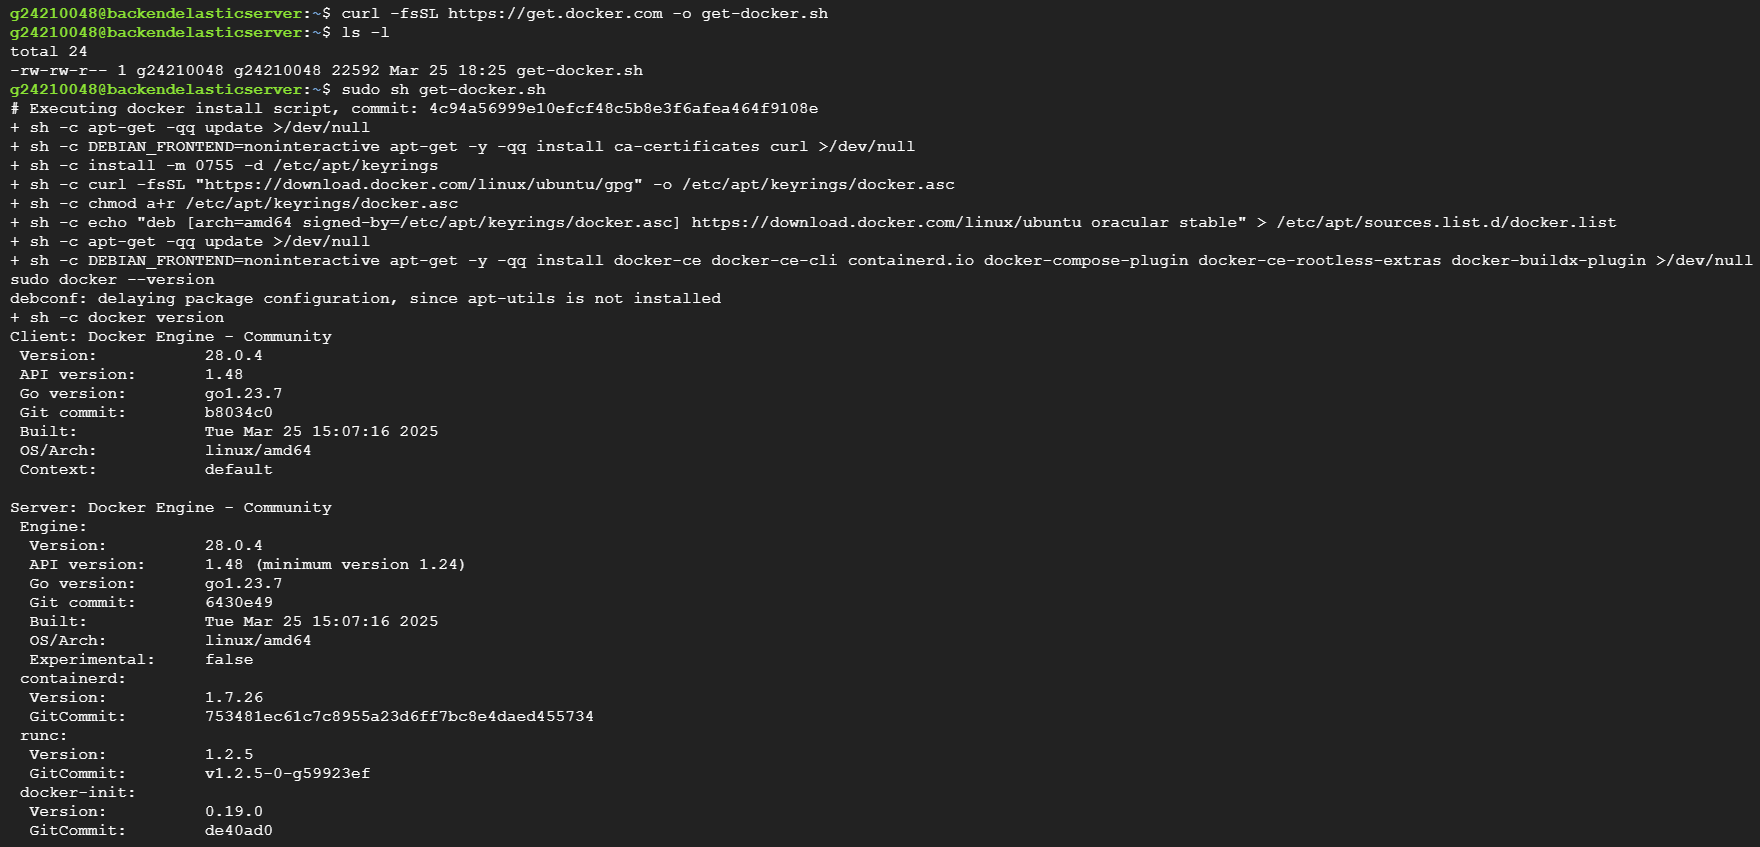 g24210048@backendelasticserver:~$ curl -fsSL https://get.docker.com -o get-docker.sh
g24210048@backendelasticserver:~$ ls -l
total 24
-rw-rw-r-- 1 g24210048 g24210048 22592 Mar 25 18:25 get-docker.sh
g24210048@backendelasticserver:~$ sudo sh get-docker.sh
# Executing docker install script, commit: 4c94a56999e10efcf48c5b8e3f6afea464f9108e
+ sh -c apt-get -qq update >/dev/null
+ sh -c DEBIAN_FRONTEND=noninteractive apt-get -y -qq install ca-certificates curl >/dev/null
+ sh -c install -m 0755 -d /etc/apt/keyrings
+ sh -c curl -fsSL "https://download.docker.com/linux/ubuntu/gpg" -o /etc/apt/keyrings/docker.asc
+ sh -c chmod a+r /etc/apt/keyrings/docker.asc
+ sh -c echo "deb [arch=amd64 signed-by=/etc/apt/keyrings/docker.asc] https://download.docker.com/linux/ubuntu oracular stable" > /etc/apt/sources.list.d/docker.list
+ sh -c apt-get -qq update >/dev/null
+ sh -c DEBIAN_FRONTEND=noninteractive apt-get -y -qq install docker-ce docker-ce-cli containerd.io docker-compose-plugin docker-ce-rootless-extras docker-buildx-plugin >/dev/null
sudo docker --version
debconf: delaying package configuration, since apt-utils is not installed
+ sh -c docker version
Client: Docker Engine - Community
 Version:           28.0.4
 API version:       1.48
 Go version:        go1.23.7
 Git commit:        b8034c0
 Built:             Tue Mar 25 15:07:16 2025
 OS/Arch:           linux/amd64
 Context:           default

Server: Docker Engine - Community
 Engine:
  Version:          28.0.4
  API version:      1.48 (minimum version 1.24)
  Go version:       go1.23.7
  Git commit:       6430e49
  Built:            Tue Mar 25 15:07:16 2025
  OS/Arch:          linux/amd64
  Experimental:     false
 containerd:
  Version:          1.7.26
  GitCommit:        753481ec61c7c8955a23d6ff7bc8e4daed455734
 runc:
  Version:          1.2.5
  GitCommit:        v1.2.5-0-g59923ef
 docker-init:
  Version:          0.19.0
  GitCommit:        de40ad0